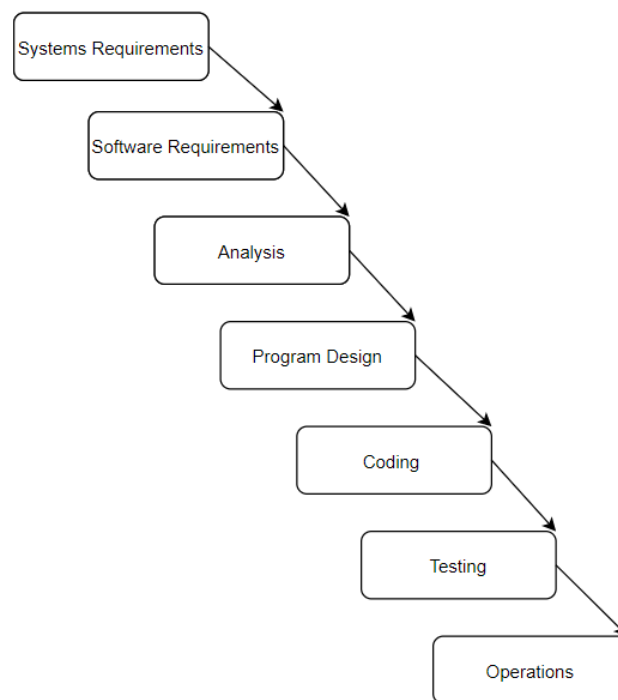 Systems Requirements
Software Requirements
Analysis
Program Design
Coding
Testing
Operations